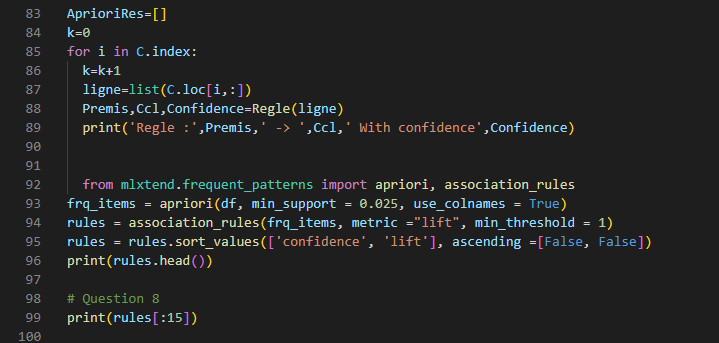 83 AprioriRes=[]
84 k=0
85 for i in C.index:
86   k=k+1
87   ligne=list(C.loc[i,:])
88   Premis,Ccl,Confidence=Regle(ligne)
89   print('Regle :',Premis,' -> ',Ccl,' With confidence',Confidence)
90
91
92   from mlxtend.frequent_patterns import apriori, association_rules
93 frq_items = apriori(df, min_support = 0.025, use_colnames = True)
94 rules = association_rules(frq_items, metric ="lift", min_threshold = 1)
95 rules = rules.sort_values(['confidence', 'lift'], ascending =[False, False])
96 print(rules.head())
97
98 # Question 8
99 print(rules[:15])
100